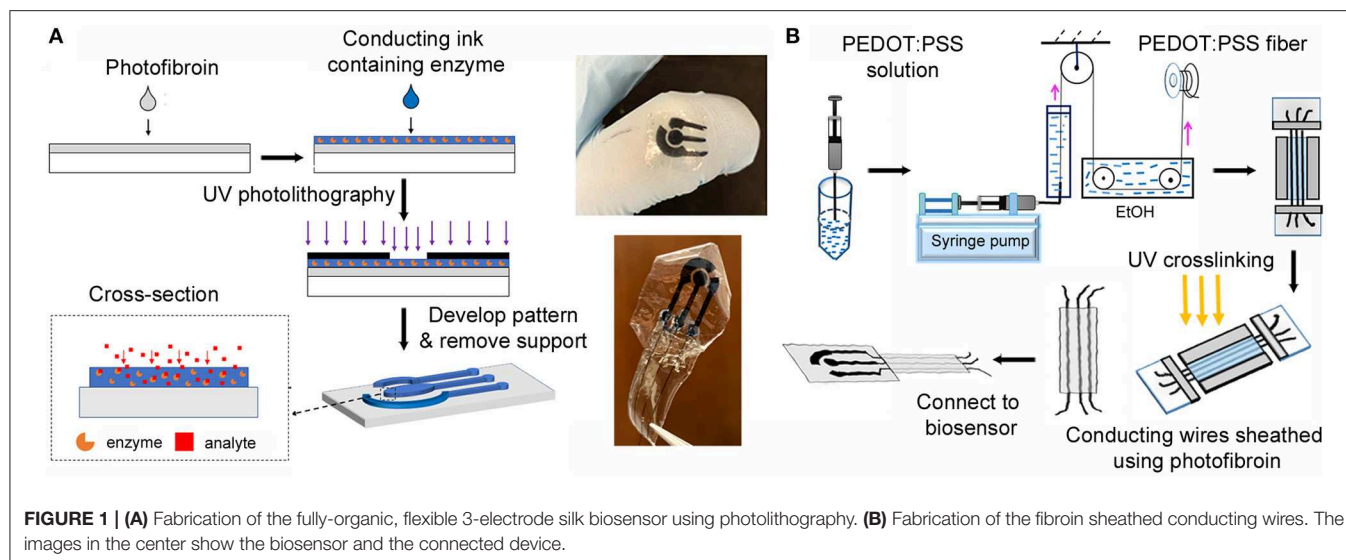 A
Photofibroin
Conducting ink
containing enzyme
UV photolithography
Cross-section
Develop pattern
& remove support
enzyme
analyte
B
PEDOT:PSS
solution
PEDOT:PSS fiber
Syringe pump
EtOH
UV crosslinking
Connect to
biosensor
Conducting wires sheathed
using photofibroin
FIGURE 1 | (A) Fabrication of the fully-organic, flexible 3-electrode silk biosensor using photolithography. (B) Fabrication of the fibroin sheathed conducting wires. The
images in the center show the biosensor and the connected device.